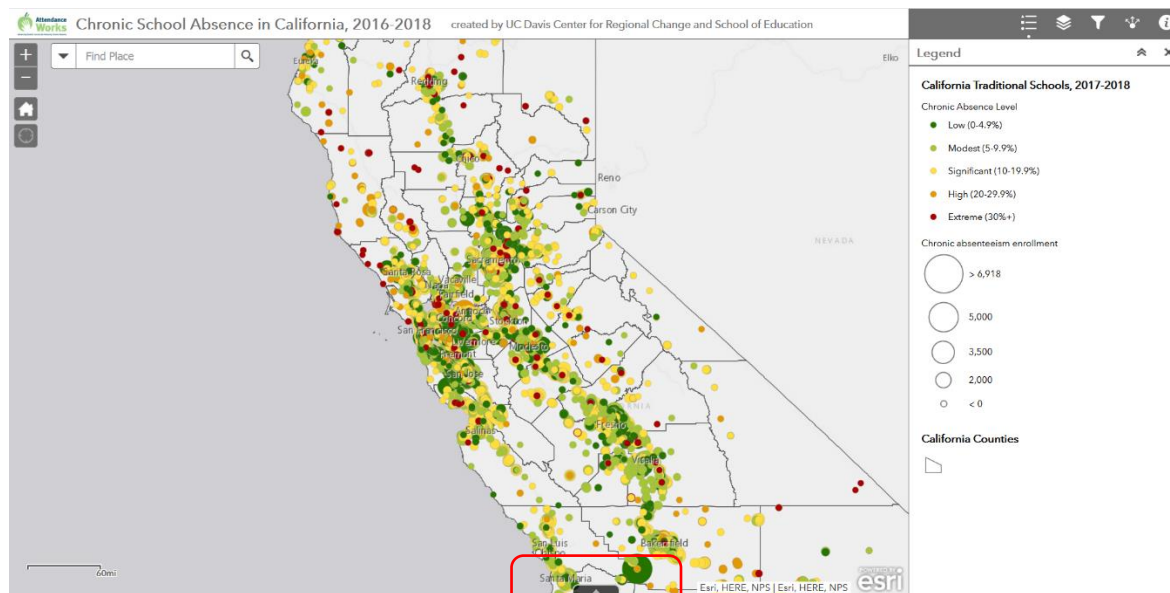 Attendance
Works
Chronic School Absence in California, 2016-2018
created by UC Davis Center for Regional Change and School of Education
+
−
Find Place
Legend
California Traditional Schools, 2017-2018
Chronic Absence Level
Low (0-4.9%)
Modest (5-9.9%)
Significant (10-19.9%)
High (20-29.9%)
Extreme (30%+)
Chronic absenteeism enrollment
> 6,918
5,000
3,500
2,000
< 0
California Counties
Eureka
Elko
Redding
Chico
Reno
Carson City
NEVADA
Sacramento
Santa Rosa
Vacaville
Napa
Fairfield
Antioch
Concord
Stockton
San Francisco
Livermore
Modesto
Fremont
San Jose
Salinas
Fresno
Visalia
San Luis
Obispo
Bakersfield
Santa Maria
60mi
Esri, HERE, NPS | Esri, HERE, NPS
POWERED BY
esri